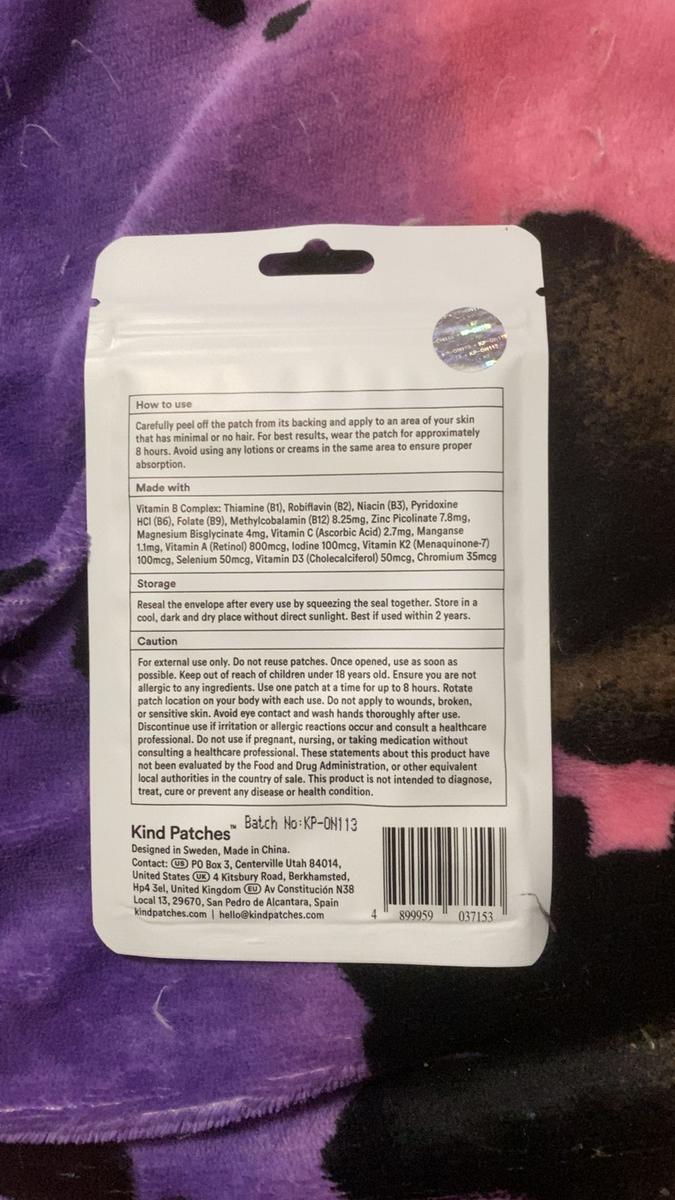 How to use
Carefully peel off the patch from its backing and apply to an area of your skin
that has minimal or no hair. For best results, wear the patch for approximately
8 hours. Avoid using any lotions or creams in the same area to ensure proper
absorption.
Made with
Vitamin B Complex: Thiamine (B1), Robiflavin (B2), Niacin (B3), Pyridoxine
HCI (B6), Folate (B9), Methylcobalamin (B12) 8.25mg, Zinc Picolinate 7.8mg,
Magnesium Bisglycinate 4mg, Vitamin C (Ascorbic Acid) 2.7mg, Manganse
1.1mg, Vitamin A (Retinol) 800mcg, Iodine 100mcg, Vitamin K2 (Menaquinone-7)
100mcg, Selenium 50mcg, Vitamin D3 (Cholecalciferol) 50mcg, Chromium 35mcg
Storage
Reseal the envelope after every use by squeezing the seal together. Store in a
cool, dark and dry place without direct sunlight. Best if used within 2 years.
Caution
For external use only. Do not reuse patches. Once opened, use as soon as
possible. Keep out of reach of children under 18 years old. Ensure you are not
allergic to any ingredients. Use one patch at a time for up to 8 hours. Rotate
patch location on your body with each use. Do not apply to wounds, broken,
or sensitive skin. Avoid eye contact and wash hands thoroughly after use.
Discontinue use if irritation or allergic reactions occur and consult a healthcare
professional. Do not use if pregnant, nursing, or taking medication without
consulting a healthcare professional. These statements about this product have
not been evaluated by the Food and Drug Administration, or other equivalent
local authorities in the country of sale. This product is not intended to diagnose,
treat, cure or prevent any disease or health condition.
Kind Patches™ Batch No:KP-ON113
Designed in Sweden, Made in China.
Contact: US PO Box 3, Centerville Utah 84014,
United States UK 4 Kitsbury Road, Berkhamsted,
Hp4 3el, United Kingdom EU Av Constitución N38
Local 13, 29670, San Pedro de Alcantara, Spain
kindpatches.com | hello@kindpatches.com
4 899959 037153